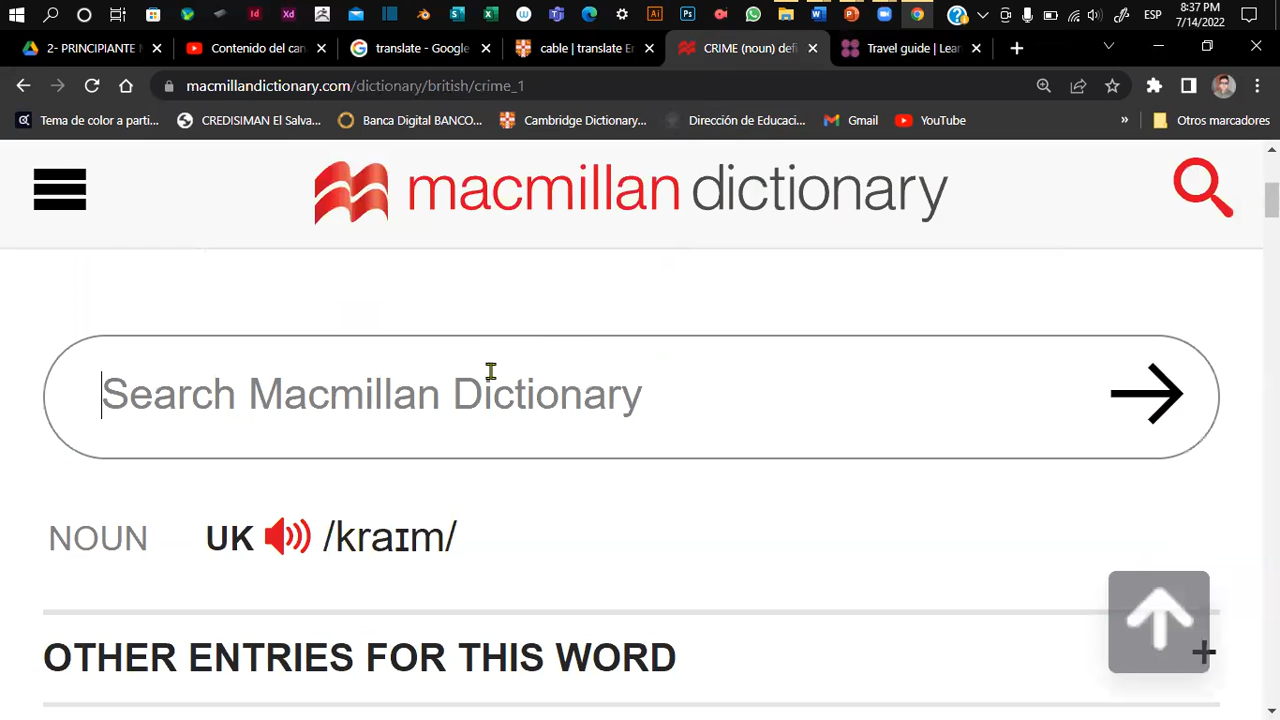 8:37 PM
ESP
7/14/2022
2- PRINCIPIANTE
Contenido del can
translate - Google
cable | translate En
CRIME (noun) defi
Travel guide | Lear
macmillandictionary.com/dictionary/british/crime_1
Tema de color a parti...
CREDISIMAN El Salva...
Banca Digital BANCO...
Cambridge Dictionary...
Dirección de Educaci...
Gmail
YouTube
Otros marcadores
macmillan dictionary
Search Macmillan Dictionary
NOUN UK /kraɪm/
OTHER ENTRIES FOR THIS WORD